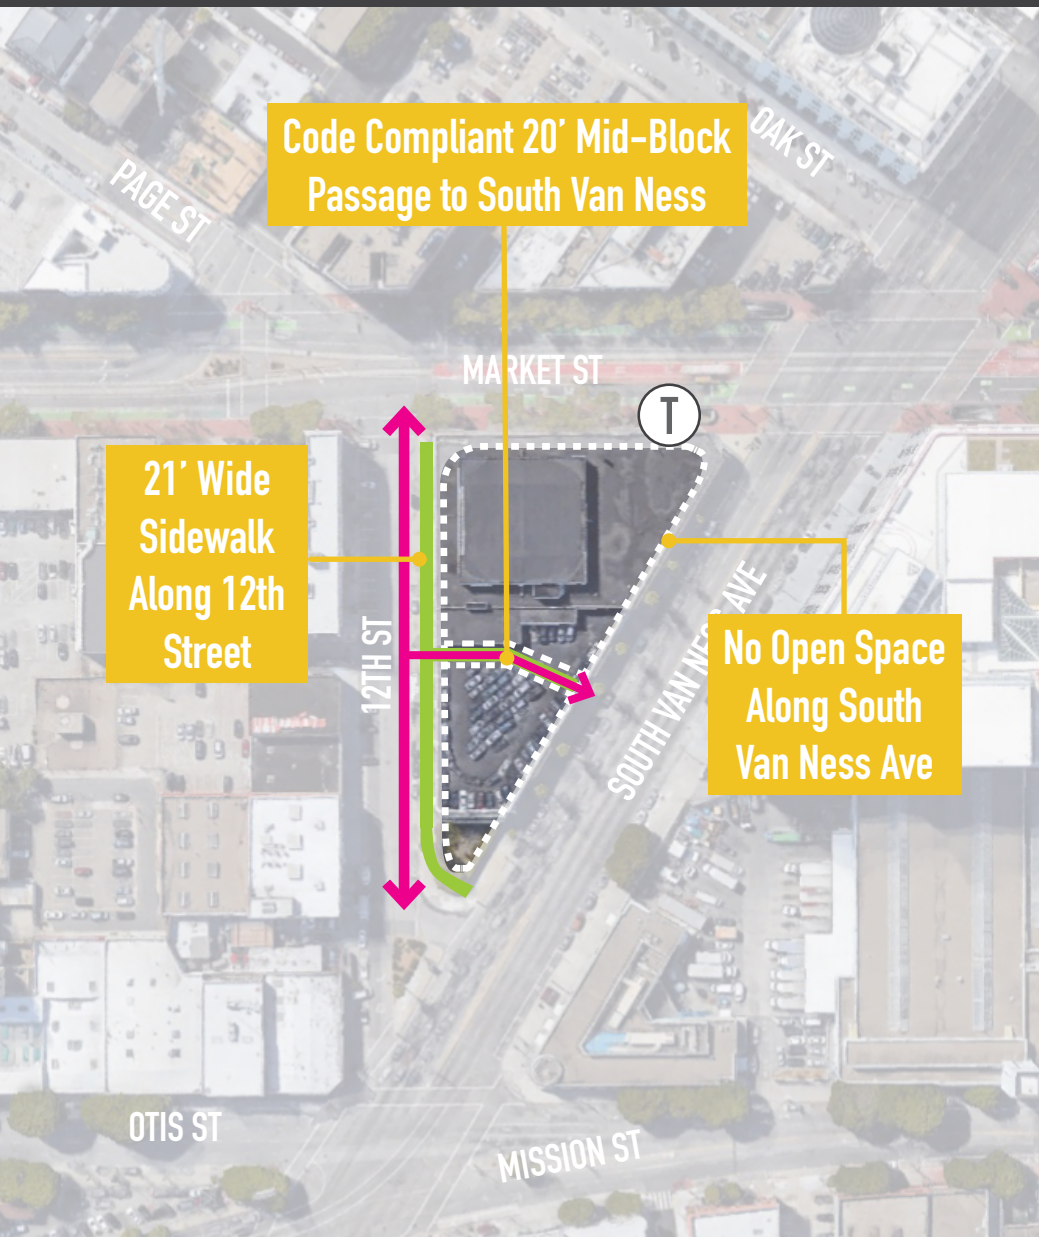 Code Compliant 20' Mid-Block
Passage to South Van Ness
OAK ST
PAGE ST
MARKET ST
T
21' Wide
Sidewalk
Along 12th
Street
12TH ST
SOUTH VAN NESS AVE
No Open Space
Along South
Van Ness Ave
OTIS ST
MISSION ST